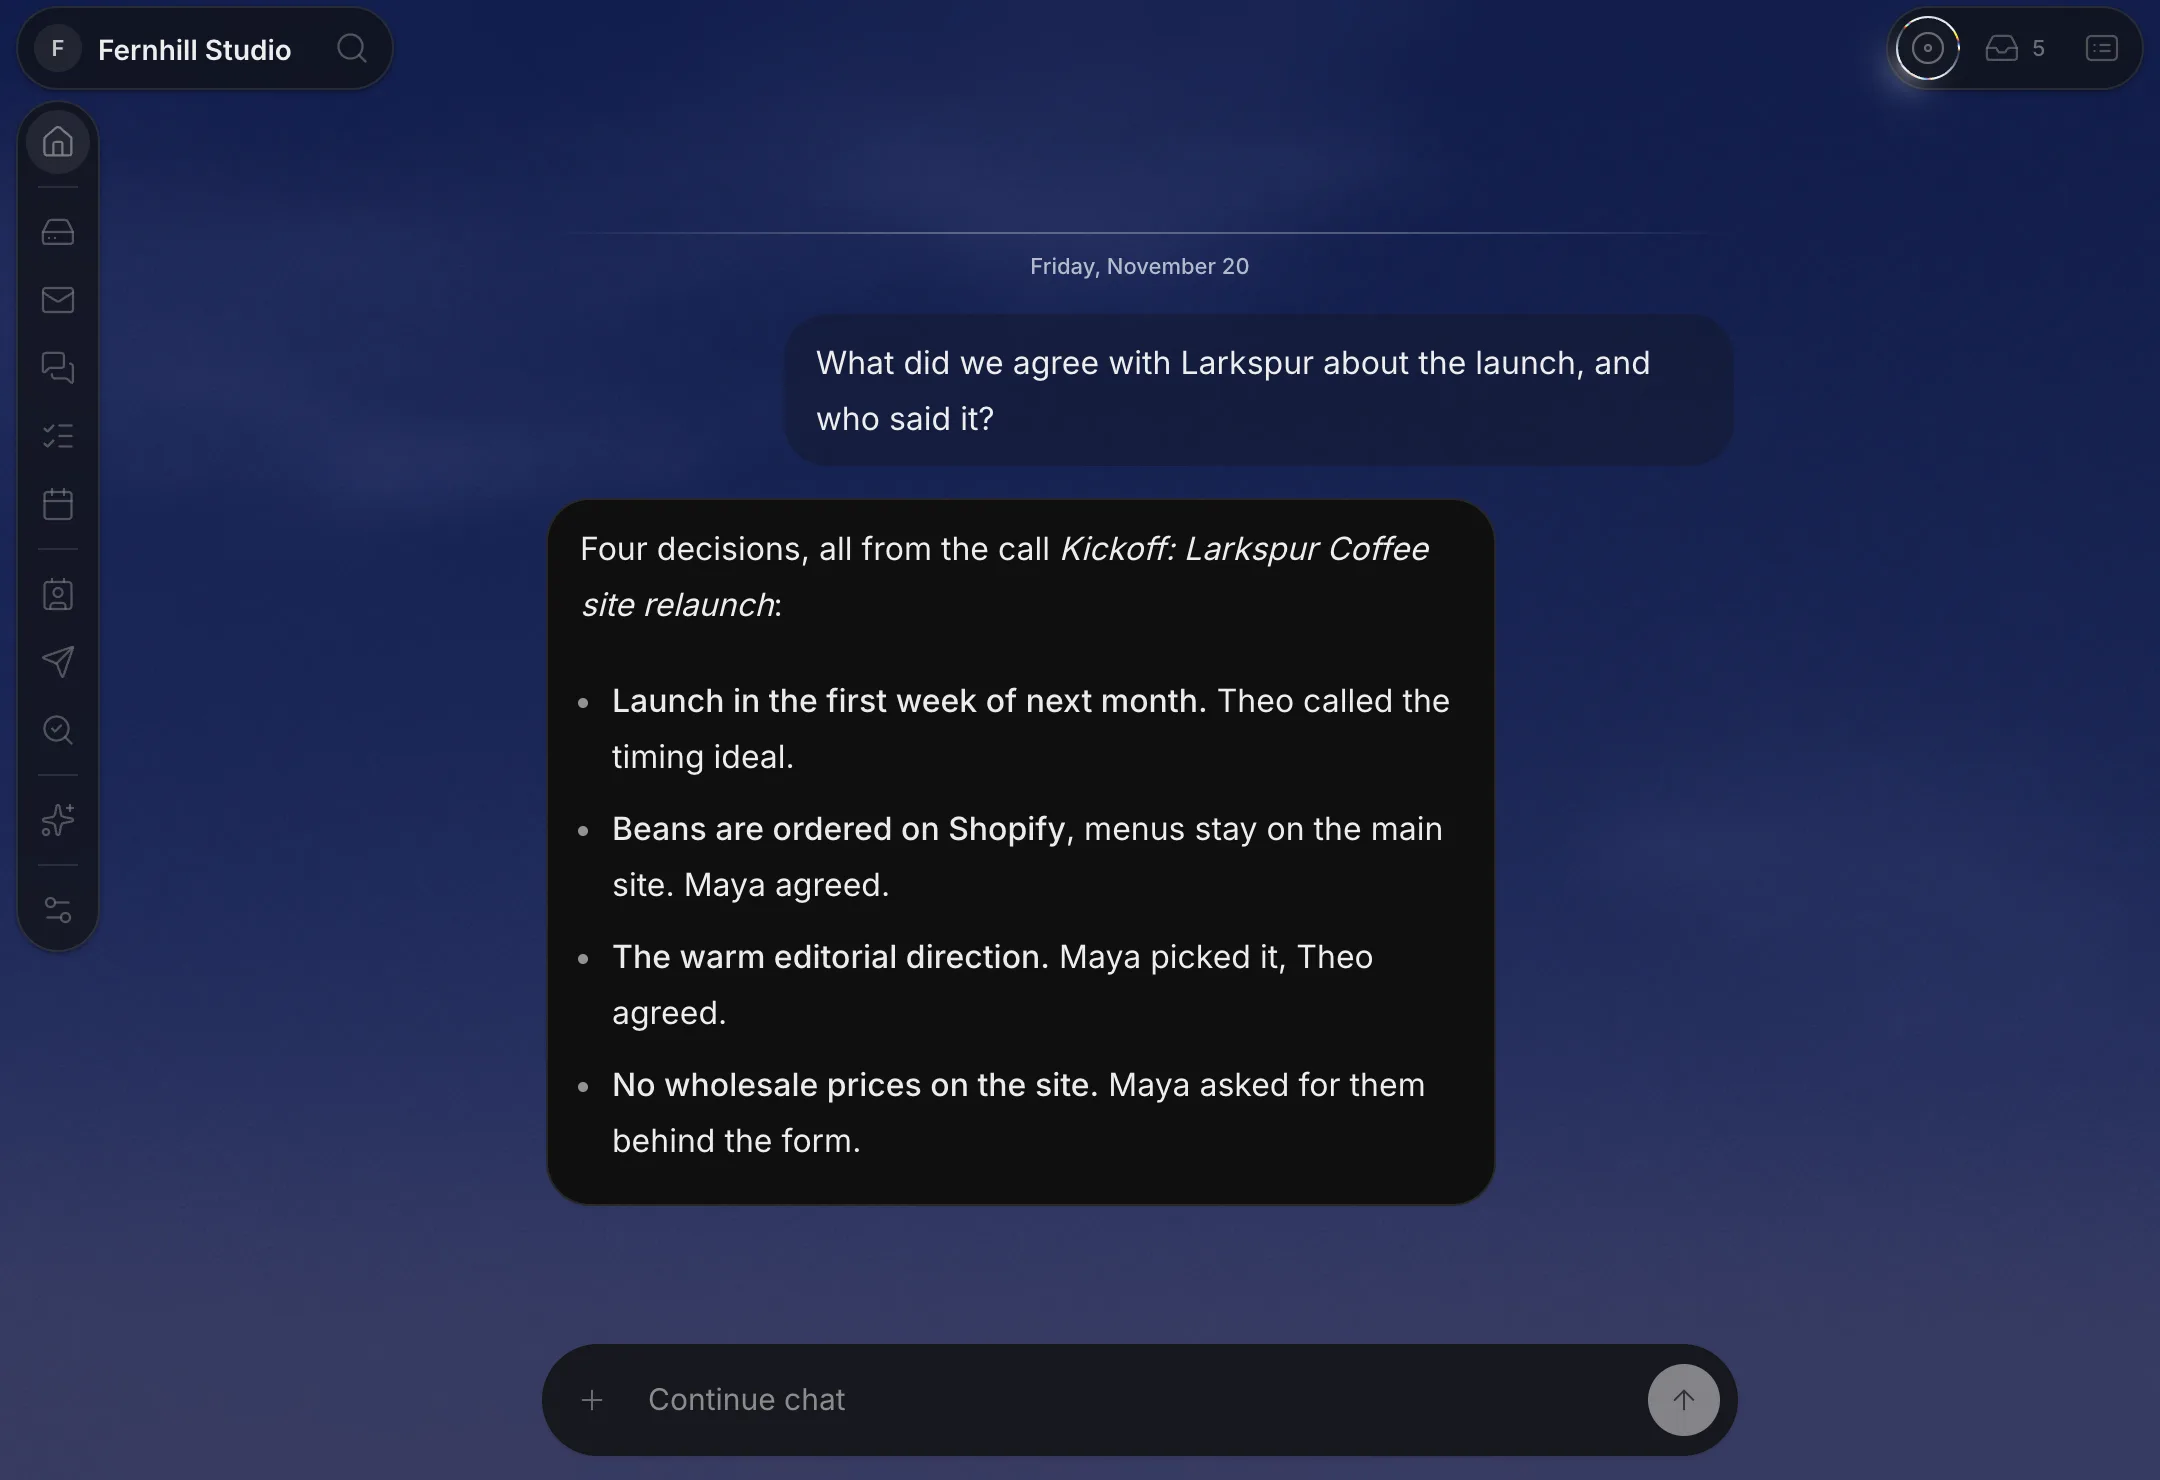 F Fernhill Studio
5
Friday, November 20
What did we agree with Larkspur about the launch, and
who said it?
Four decisions, all from the call Kickoff: Larkspur Coffee
site relaunch:
• Launch in the first week of next month. Theo called the
timing ideal.
• Beans are ordered on Shopify, menus stay on the main
site. Maya agreed.
• The warm editorial direction. Maya picked it, Theo
agreed.
• No wholesale prices on the site. Maya asked for them
behind the form.
Continue chat